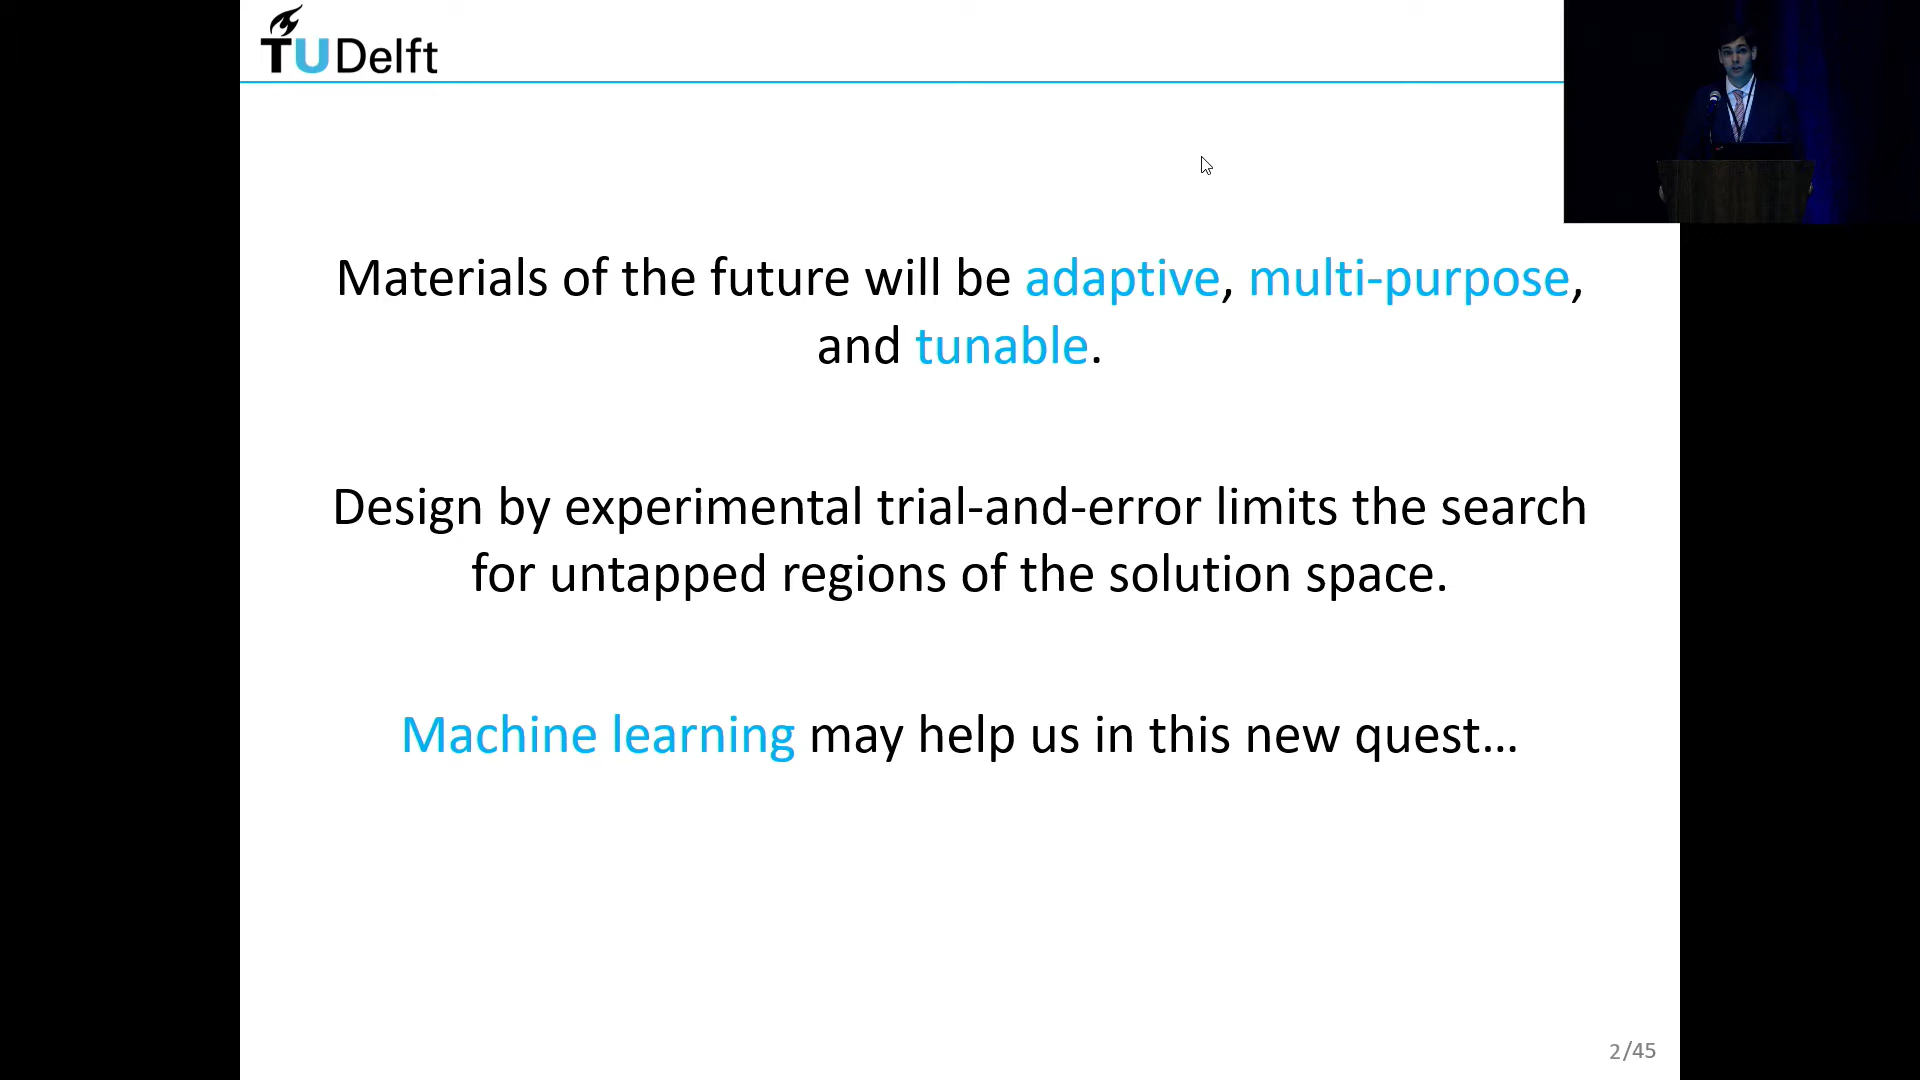 TU Delft
Materials of the future will be adaptive, multi-purpose,
and tunable.
Design by experimental trial-and-error limits the search
for untapped regions of the solution space.
Machine learning may help us in this new quest…
2/45